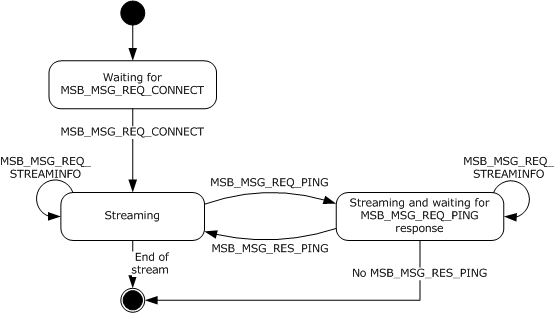 Waiting for
MSB_MSG_REQ_CONNECT
MSB_MSG_REQ_CONNECT
MSB_MSG_REQ_
STREAMINFO
MSB_MSG_REQ_
STREAMINFO
MSB_MSG_REQ_PING
Streaming
Streaming and waiting for
MSB_MSG_REQ_PING
response
MSB_MSG_RES_PING
End of
stream
No MSB_MSG_RES_PING